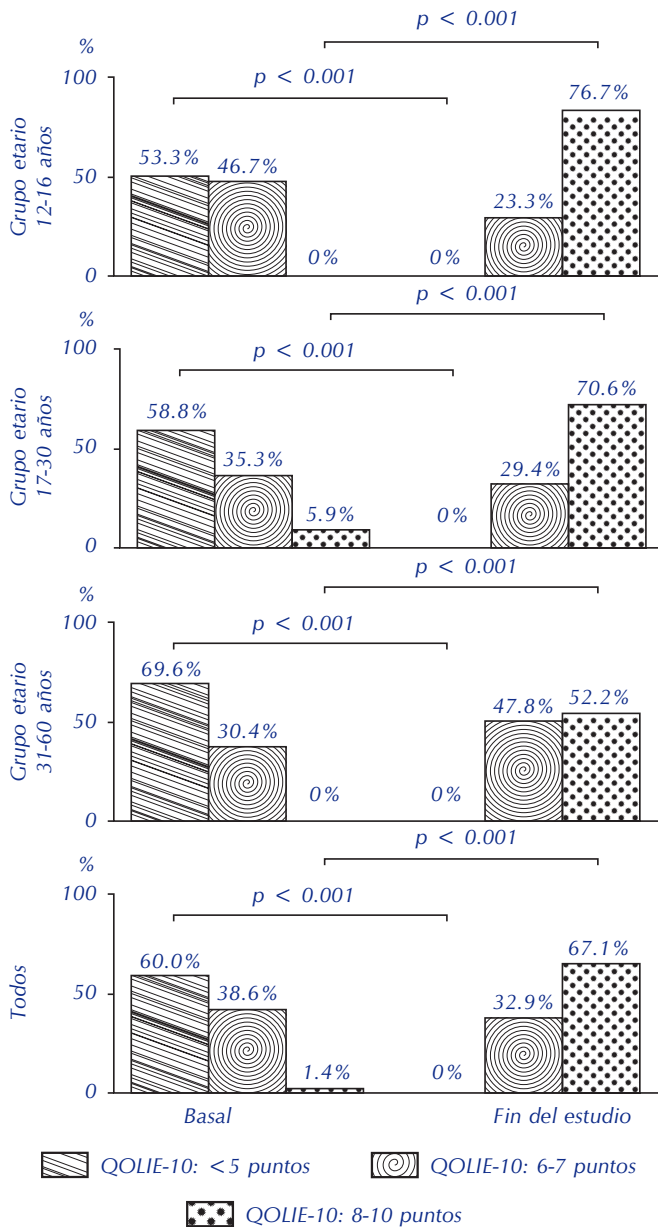 p < 0.001
%
p < 0.001
100
76.7%
53.3%
46.7%
50
23.3%
0%
0%
0
Grupo etario
12-16 años
p < 0.001
%
p < 0.001
100
70.6%
58.8%
50
35.3%
29.4%
5.9%
0%
0
Grupo etario
17-30 años
p < 0.001
%
p < 0.001
100
69.6%
47.8%
52.2%
50
30.4%
0%
0%
0
Grupo etario
31-60 años
p < 0.001
%
p < 0.001
100
67.1%
60.0%
50
38.6%
32.9%
1.4%
0%
0
Todos
Basal
Fin del estudio
QOLIE-10: <5 puntos
QOLIE-10: 6-7 puntos
QOLIE-10: 8-10 puntos